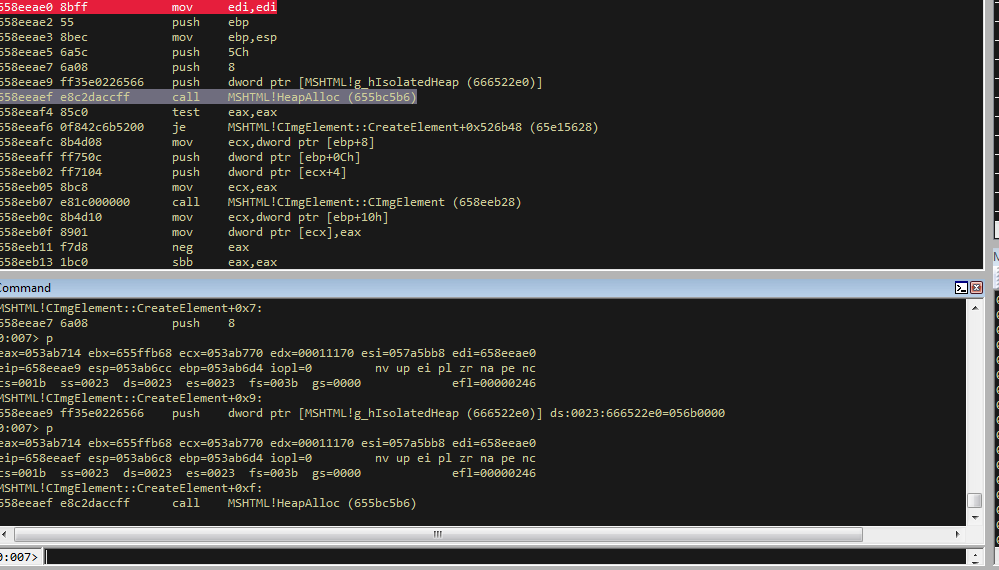 658eeae0 8bff mov edi,edi
658eeae2 55 push ebp
658eeae3 8bec mov ebp,esp
658eeae5 6a5c push 5Ch
658eeae7 6a08 push 8
658eeae9 ff35e0226566 push dword ptr [MSHTML!g_hIsolatedHeap (666522e0)]
658eeaef e8c2daccff call MSHTML!HeapAlloc (655bc5b6)
658eeaf4 85c0 test eax,eax
658eeaf6 0f842c6b5200 je MSHTML!CImgElement::CreateElement+0x526b48 (65e15628)
658eeafc 8b4d08 mov ecx,dword ptr [ebp+8]
658eeaff ff750c push dword ptr [ebp+0Ch]
658eeb02 ff7104 push dword ptr [ecx+4]
658eeb05 8bc8 mov ecx,eax
658eeb07 e81c000000 call MSHTML!CImgElement::CImgElement (658eeb28)
658eeb0c 8b4d10 mov ecx,dword ptr [ebp+10h]
658eeb0f 8901 mov dword ptr [ecx],eax
658eeb11 f7d8 neg eax
658eeb13 1bc0 sbb eax,eax
Command
MSHTML!CImgElement::CreateElement+0x7:
658eeae7 6a08 push 8
0:007> p
eax=053ab714 ebx=655ffb68 ecx=053ab770 edx=00011170 esi=057a5bb8 edi=658eeae0
eip=658eeae9 esp=053ab6cc ebp=053ab6d4 iopl=0 nv up ei pl zr na pe nc
cs=001b ss=0023 ds=0023 es=0023 fs=003b gs=0000 efl=00000246
MSHTML!CImgElement::CreateElement+0x9:
658eeae9 ff35e0226566 push dword ptr [MSHTML!g_hIsolatedHeap (666522e0)] ds:0023:666522e0=056b0000
0:007> p
eax=053ab714 ebx=655ffb68 ecx=053ab770 edx=00011170 esi=057a5bb8 edi=658eeae0
eip=658eeaef esp=053ab6c8 ebp=053ab6d4 iopl=0 nv up ei pl zr na pe nc
cs=001b ss=0023 ds=0023 es=0023 fs=003b gs=0000 efl=00000246
MSHTML!CImgElement::CreateElement+0xf:
658eeaef e8c2daccff call MSHTML!HeapAlloc (655bc5b6)
0:007>